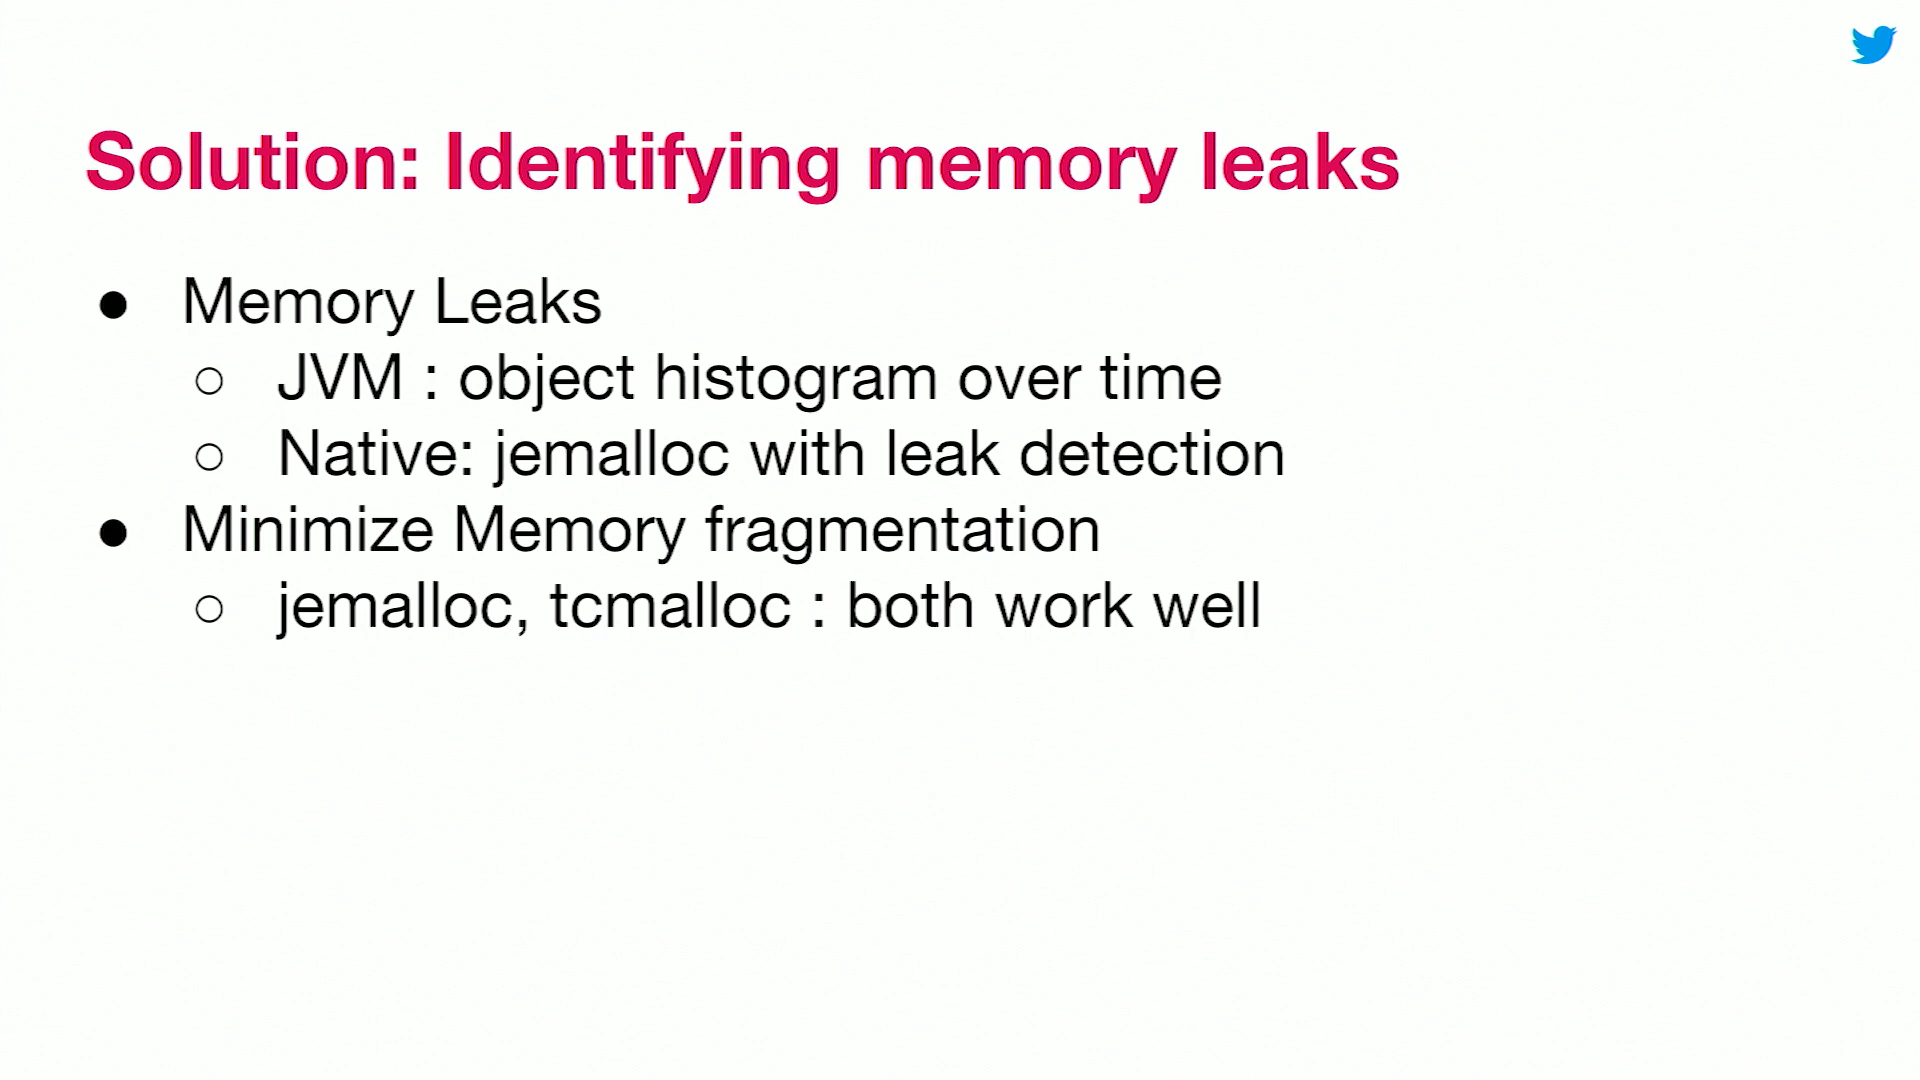 Solution: Identifying memory leaks
● Memory Leaks
○ JVM : object histogram over time
○ Native: jemalloc with leak detection
● Minimize Memory fragmentation
○ jemalloc, tcmalloc : both work well